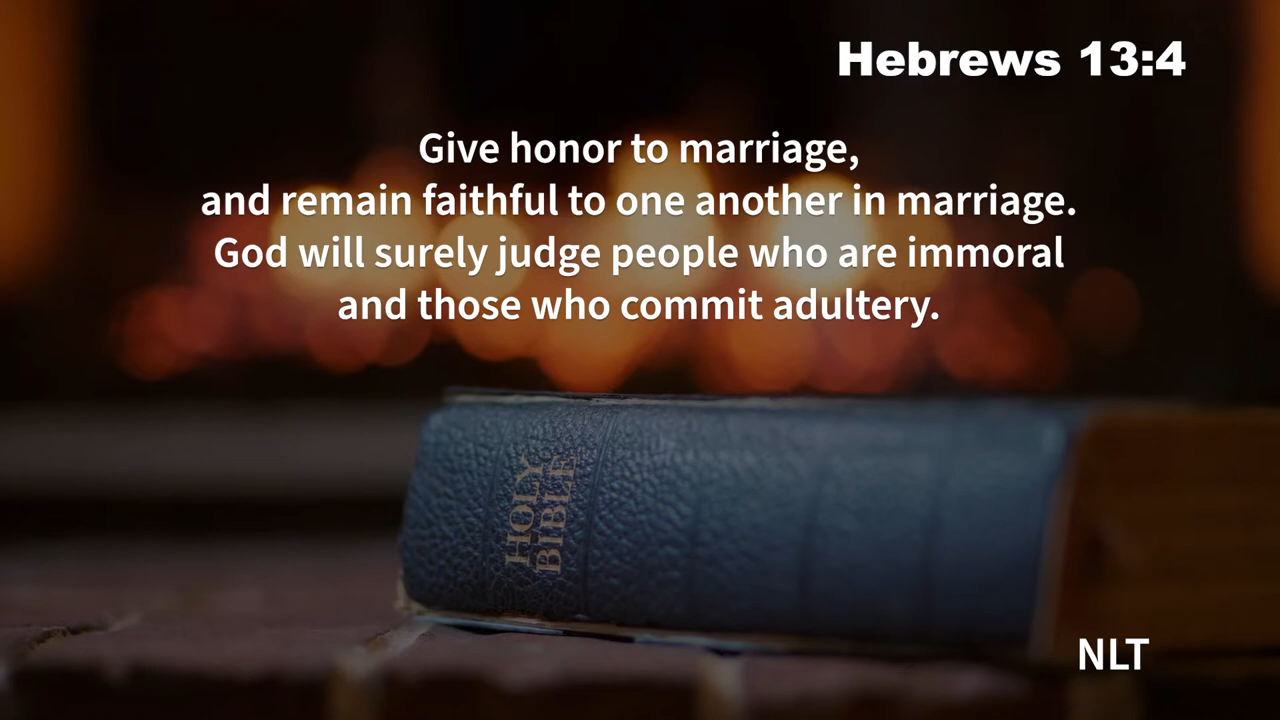 Hebrews 13:4
Give honor to marriage,
and remain faithful to one another in marriage.
God will surely judge people who are immoral
and those who commit adultery.
HOLY
BIBLE
NLT